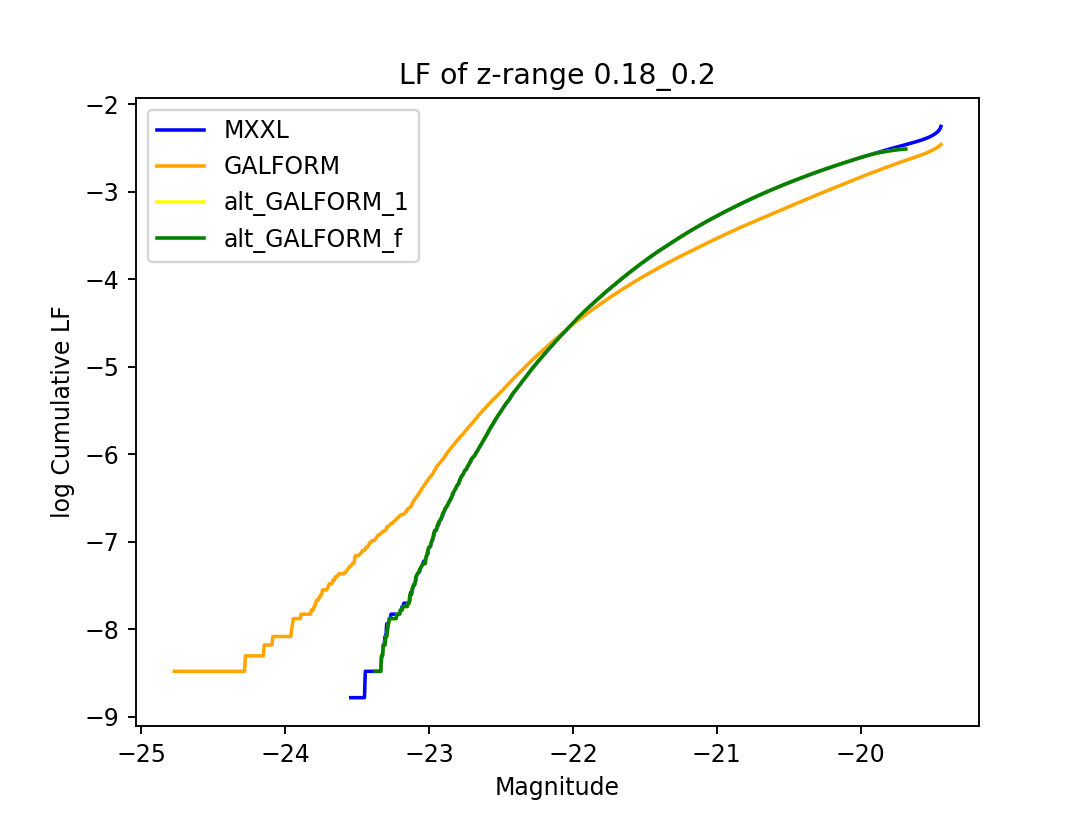 LF of z-range 0.18_0.2
MXXL
GALFORM
alt_GALFORM_1
alt_GALFORM_f
log Cumulative LF
−2
−3
−4
−5
−6
−7
−8
−9
−25
−24
−23
−22
−21
−20
Magnitude